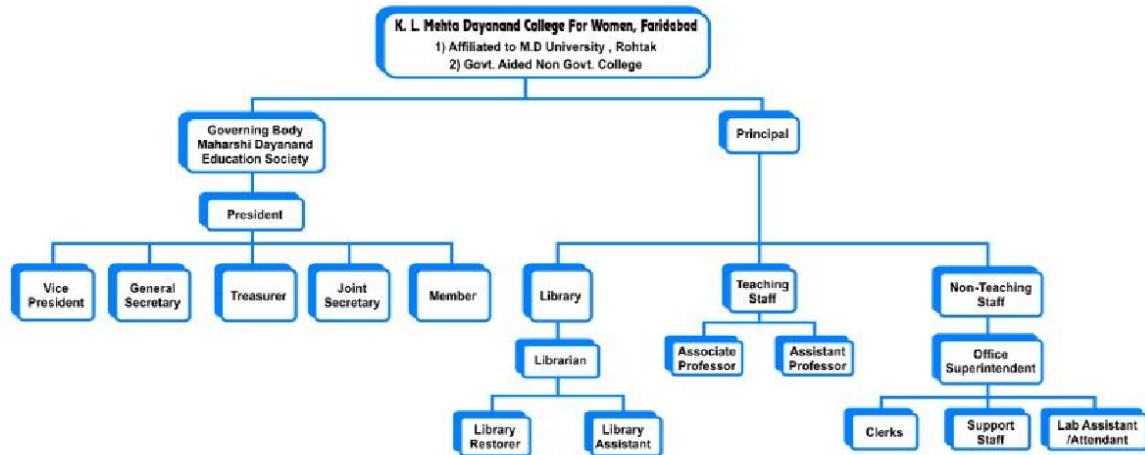 K. L. Mehta Dayanand College For Women, Faridabad
1) Affiliated to M.D University , Rohtak
2) Govt. Aided Non Govt. College
Governing Body
Maharshi Dayanand
Education Society
Principal
President
Vice
President
General
Secretary
Treasurer
Joint
Secretary
Member
Library
Teaching
Staff
Non-Teaching
Staff
Librarian
Associate
Professor
Assistant
Professor
Office
Superintendent
Library
Restorer
Library
Assistant
Clerks
Support
Staff
Lab Assistant
/Attendant